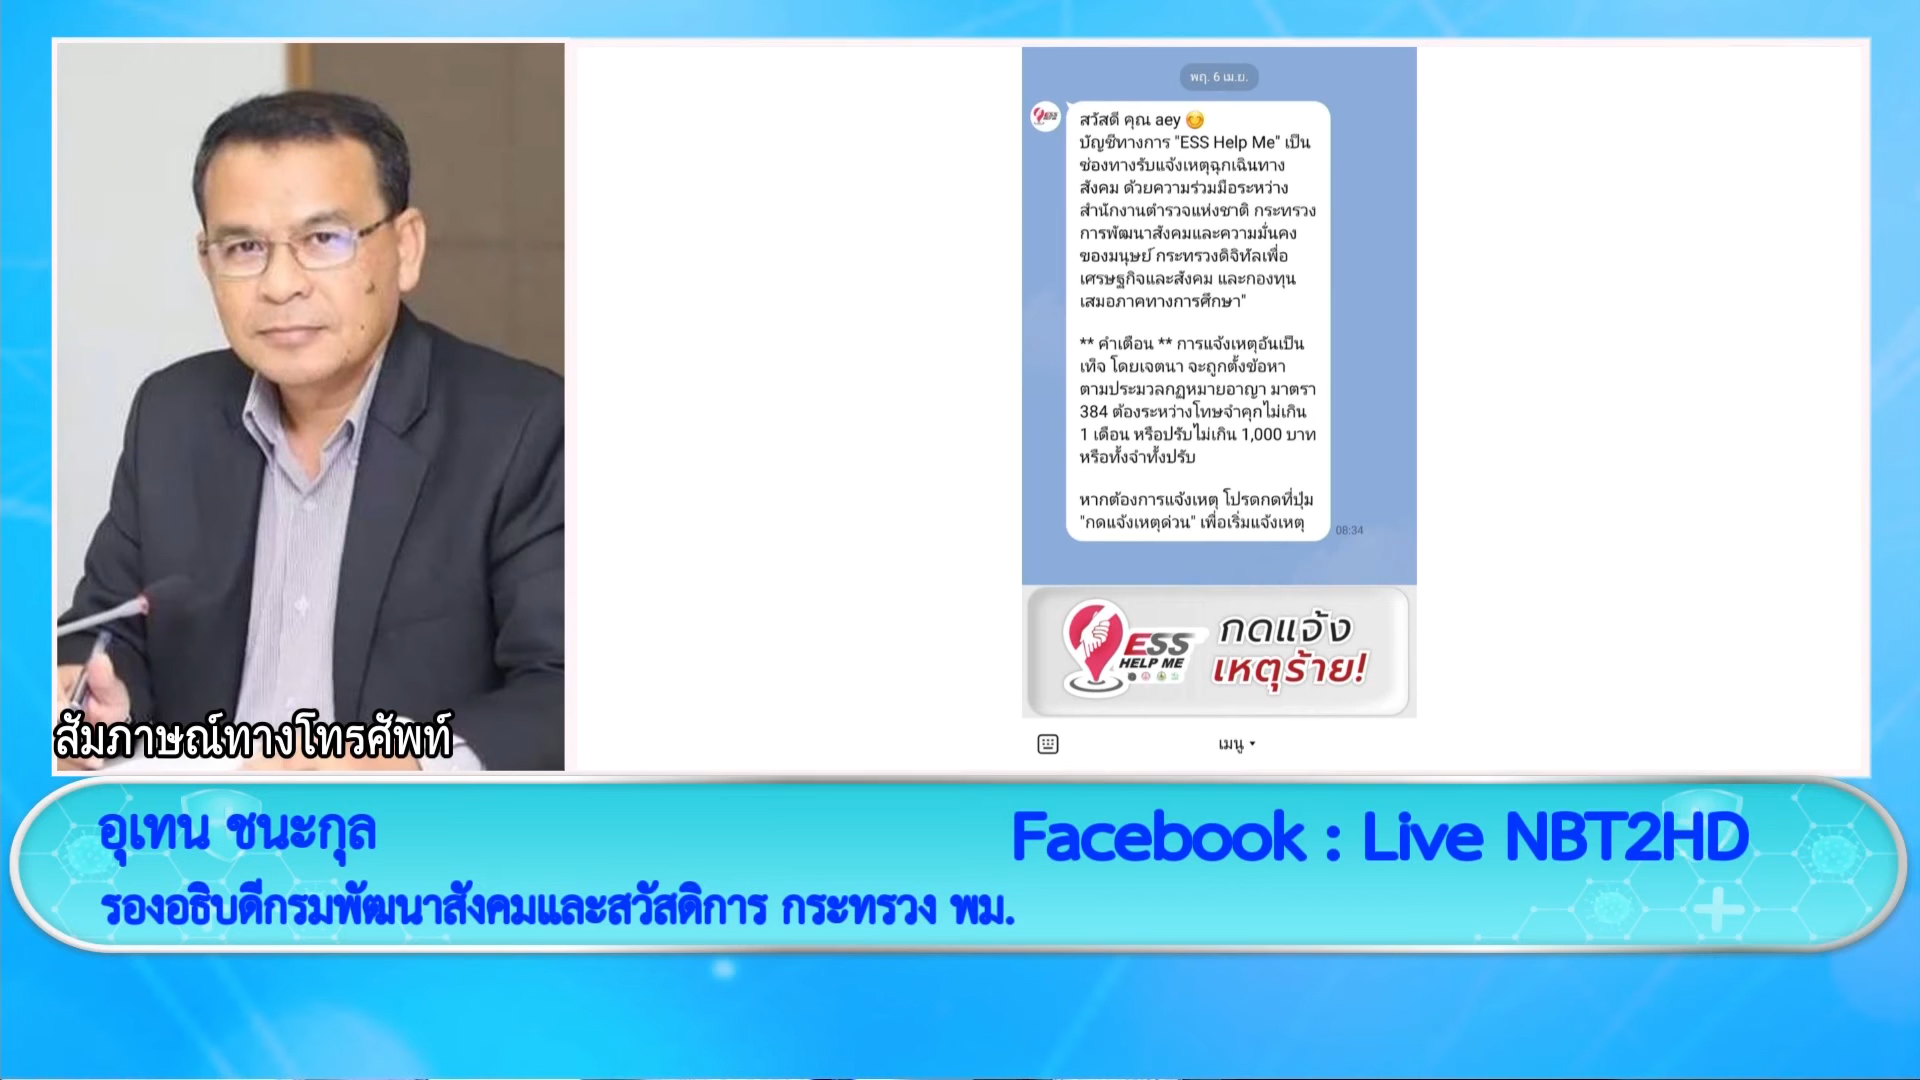 พฤ. 6 เม.ย.
สวัสดี คุณ aey 😊
บัญชีทางการ "ESS Help Me" เป็น
ช่องทางรับแจ้งเหตุฉุกเฉินทาง
สังคม ด้วยความร่วมมือระหว่าง
สำนักงานตำรวจแห่งชาติ กระทรวง
การพัฒนาสังคมและความมั่นคง
ของมนุษย์ กระทรวงดิจิทัลเพื่อ
เศรษฐกิจและสังคม และกองทุน
เสมอภาคทางการศึกษา"
** คำเตือน ** การแจ้งเหตุอันเป็น
เท็จ โดยเจตนา จะถูกตั้งข้อหา
ตามประมวลกฎหมายอาญา มาตรา
384 ต้องระหว่างโทษจำคุกไม่เกิน
1 เดือน หรือปรับไม่เกิน 1,000 บาท
หรือทั้งจำทั้งปรับ
หากต้องการแจ้งเหตุ โปรดกดที่ปุ่ม
"กดแจ้งเหตุด่วน" เพื่อเริ่มแจ้งเหตุ
08:34
ESS
HELP ME
กดแจ้ง
เหตุร้าย!
เมนู
สัมภาษณ์ทางโทรศัพท์
อุเทน ชนะกุล
รองอธิบดีกรมพัฒนาสังคมและสวัสดิการ กระทรวง พม.
Facebook : Live NBT2HD